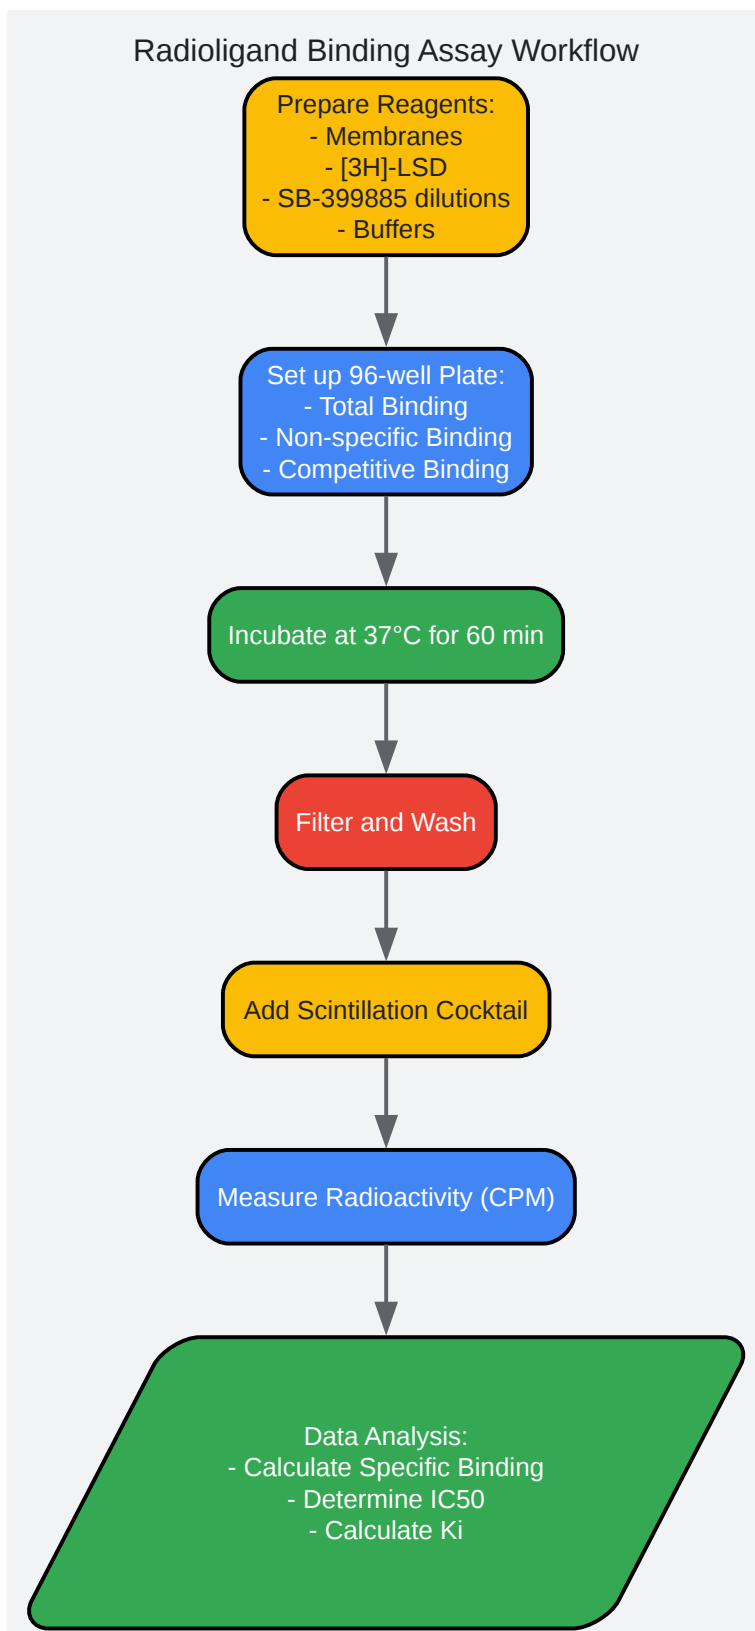 Radioligand Binding Assay Workflow
Prepare Reagents:
- Membranes
- [3H]-LSD
- SB-399885 dilutions
- Buffers
Set up 96-well Plate:
- Total Binding
- Non-specific Binding
- Competitive Binding
Incubate at 37°C for 60 min
Filter and Wash
Add Scintillation Cocktail
Measure Radioactivity (CPM)
Data Analysis:
- Calculate Specific Binding
- Determine IC50
- Calculate Ki